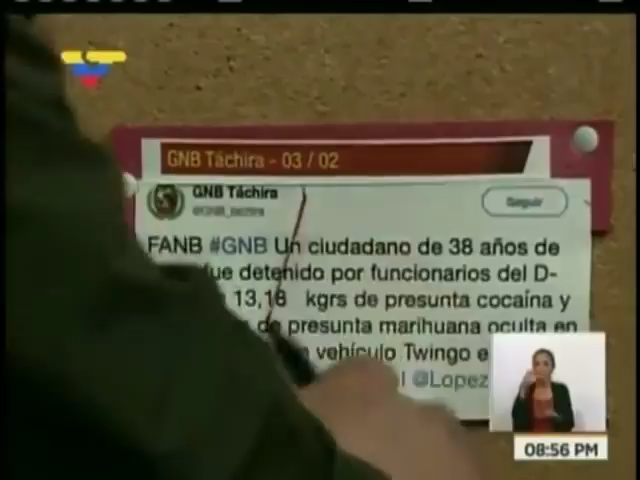 GNB Táchira - 03 / 02
GNB Táchira
Seguir
FANB #GNB Un ciudadano de 38 años de
fue detenido por funcionarios del D-
13,18 kgrs de presunta cocaína y
de presunta marihuana oculta en
vehículo Twingo e
@Lopez
08:56 PM